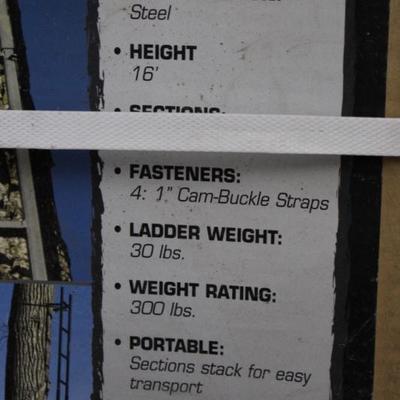 Steel
• HEIGHT
16'
• SECTIONS:
• FASTENERS:
4: 1" Cam-Buckle Straps
• LADDER WEIGHT:
30 lbs.
• WEIGHT RATING:
300 lbs.
• PORTABLE:
Sections stack for easy
transport